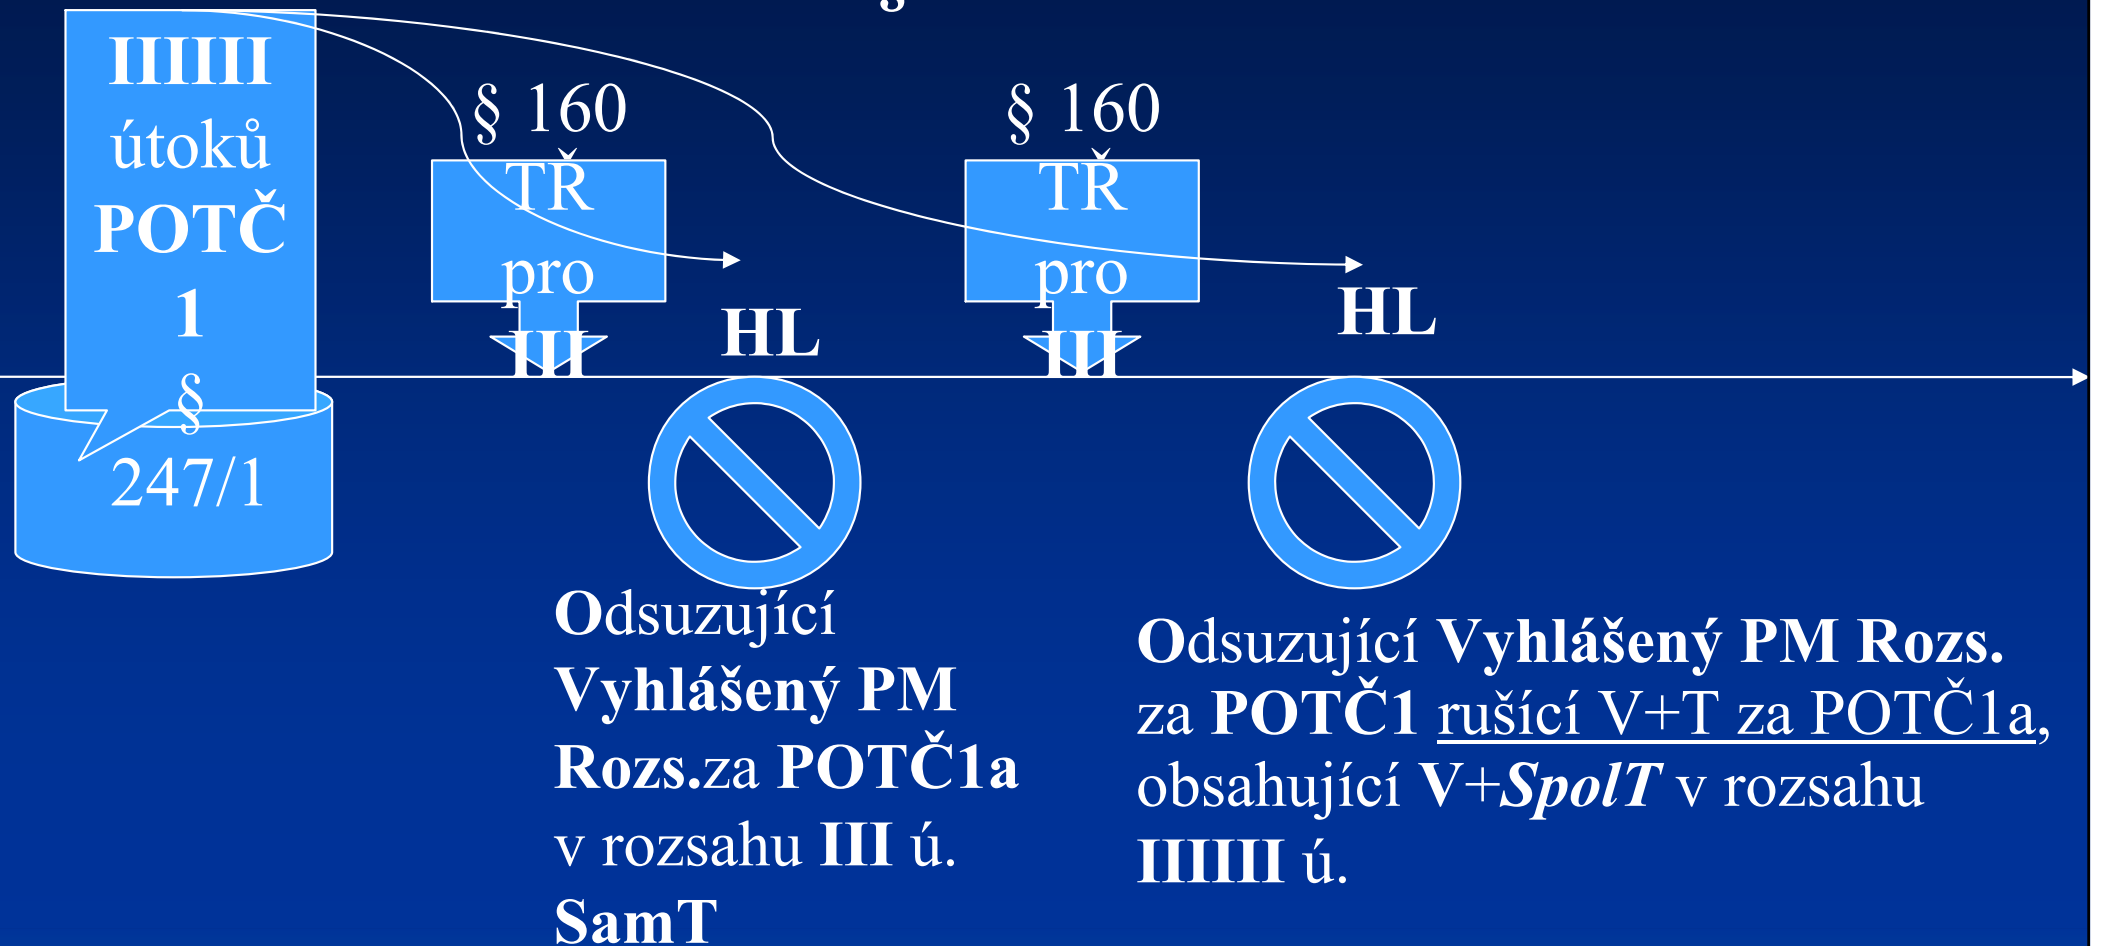 IIIIII
útoků
POTČ
1
§
247/1
§ 160
TŘ
pro
III
HL
§ 160
TŘ
pro
III
HL
Odsuzující
Vyhlášený PM
Rozs.za POTČ1a
v rozsahu III ú.
SamT
Odsuzující Vyhlášený PM Rozs.
za POTČ1 rušící V+T za POTČ1a,
obsahující V+SpolT v rozsahu
IIIIII ú.